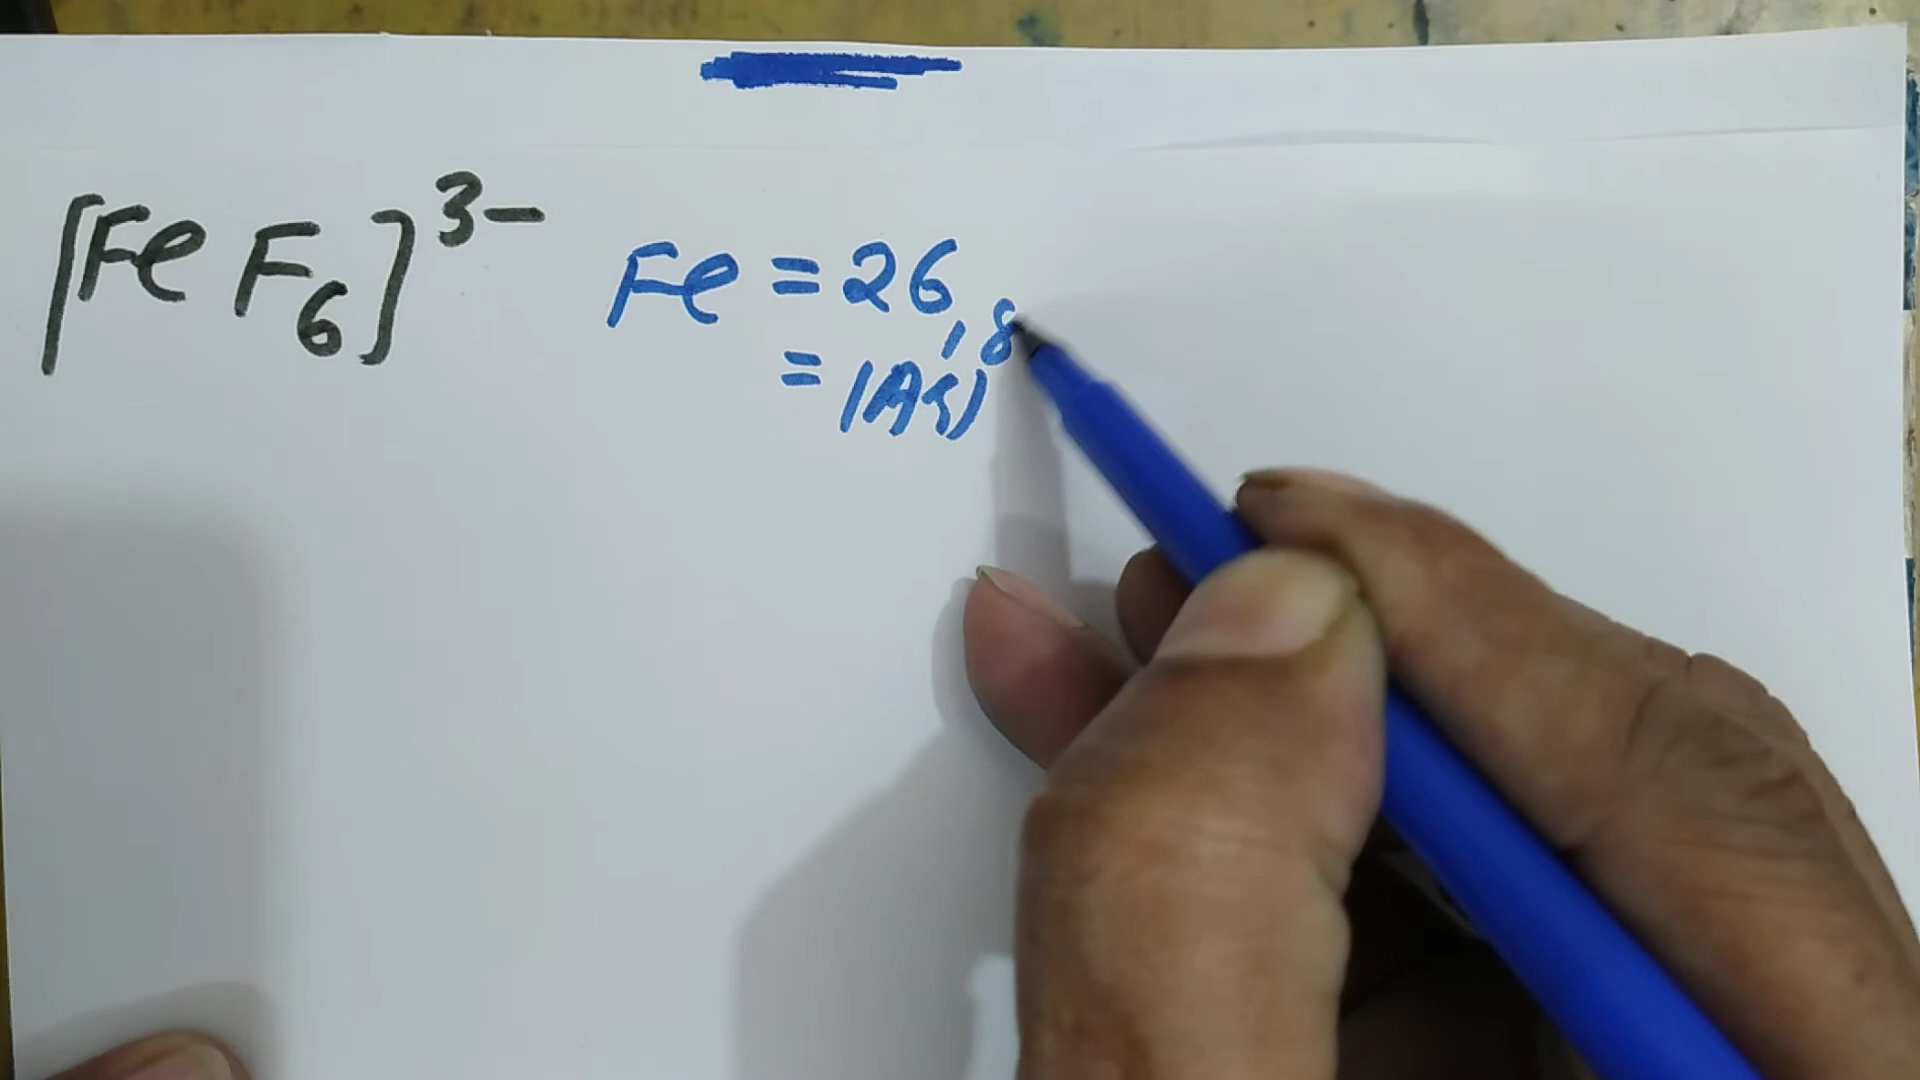 [FeF₆]³⁻ Fe = 26
= (Ar) , 8